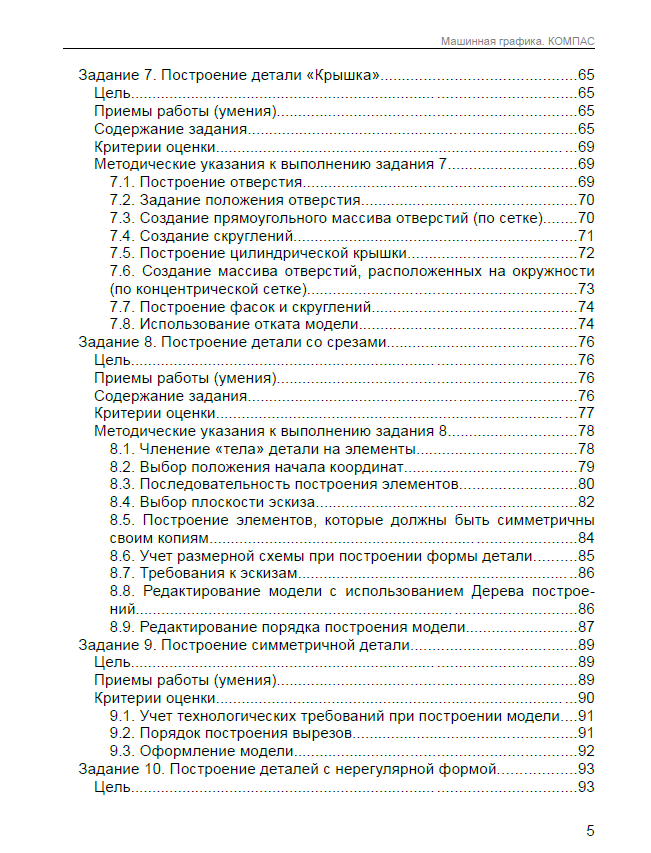 Машинная графика. КОМПАС
Задание 7. Построение детали «Крышка»..............................................65
Цель..........................................................................................................65
Приемы работы (умения)......................................................................65
Содержание задания.............................................................................65
Критерии оценки.....................................................................................69
Методические указания к выполнению задания 7..............................69
7.1. Построение отверстия................................................................69
7.2. Задание положения отверстия..................................................70
7.3. Создание прямоугольного массива отверстий (по сетке)........70
7.4. Создание скруглений..................................................................71
7.5. Построение цилиндрической крышки........................................72
7.6. Создание массива отверстий, расположенных на окружности
(по концентрической сетке)...............................................................73
7.7. Построение фасок и скруглений................................................74
7.8. Использование отката модели...................................................74
Задание 8. Построение детали со срезами.............................................76
Цель..........................................................................................................76
Приемы работы (умения)......................................................................76
Содержание задания.............................................................................76
Критерии оценки.....................................................................................77
Методические указания к выполнению задания 8..............................78
8.1. Членение «тела» детали на элементы......................................78
8.2. Выбор положения начала координат.........................................79
8.3. Последовательность построения элементов............................80
8.4. Выбор плоскости эскиза.............................................................82
8.5. Построение элементов, которые должны быть симметричны
своим копиям......................................................................................84
8.6. Учет размерной схемы при построении формы детали..........85
8.7. Требования к эскизам.................................................................86
8.8. Редактирование модели с использованием Дерева построе-
ний.......................................................................................................86
8.9. Редактирование порядка построения модели..........................87
Задание 9. Построение симметричной детали.......................................89
Цель..........................................................................................................89
Приемы работы (умения)......................................................................89
Критерии оценки.....................................................................................90
9.1. Учет технологических требований при построении модели....91
9.2. Порядок построения вырезов.....................................................91
9.3. Оформление модели..................................................................92
Задание 10. Построение деталей с нерегулярной формой...................93
Цель..........................................................................................................93
5